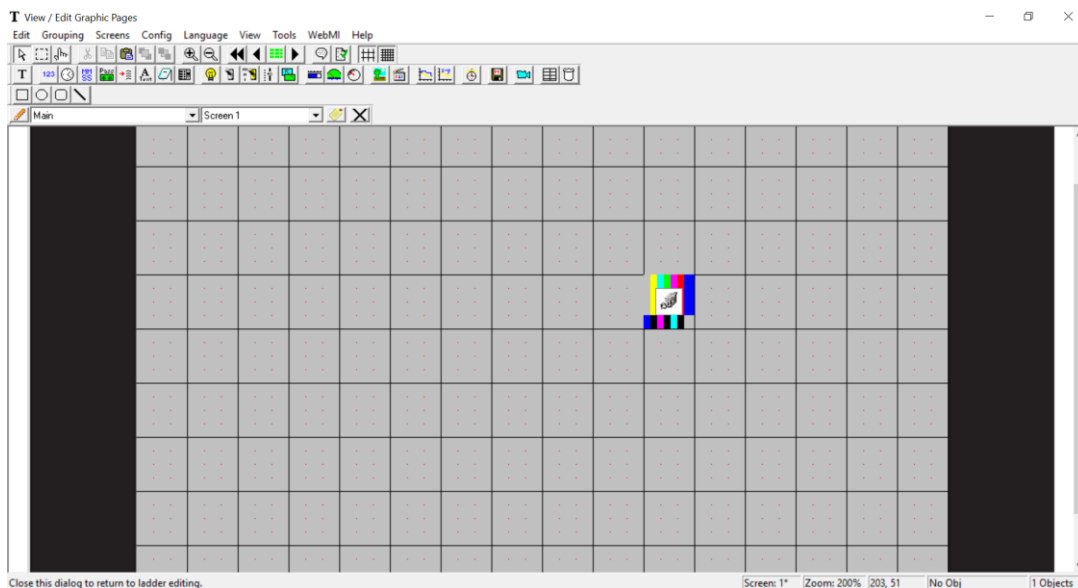 View / Edit Graphic Pages
Edit Grouping Screens Config Language View Tools WebMI Help
T 123
Main Screen 1
Close this dialog to return to ladder editing. Screen: 1* Zoom: 200% 203, 51 No Obj 1 Objects